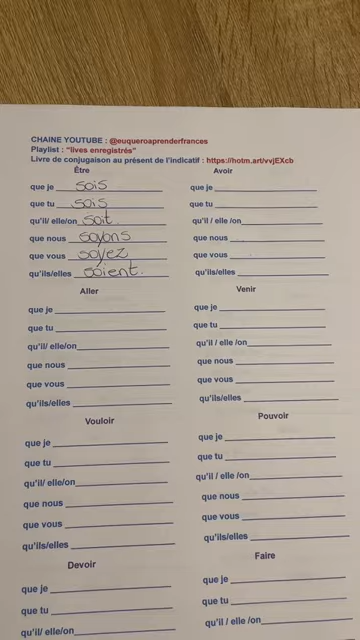 CHAINE YOUTUBE : @euqueroaprenderfrances
Playlist : "lives enregistrés"
Livre de conjugaison au présent de l'indicatif : https://hotm.art/vvjEXcb
Être
que je sois
que tu sois
qu'il/ elle/on soit
que nous soyons
que vous soyez
qu'ils/elles soient.
Avoir
que je
que tu
qu'il / elle /on
que nous
que vous
qu'ils/elles
Aller
que je
que tu
qu'il/ elle/on
que nous
que vous
qu'ils/elles
Venir
que je
que tu
qu'il / elle /on
que nous
que vous
qu'ils/elles
Vouloir
que je
que tu
qu'il/ elle/on
que nous
que vous
qu'ils/elles
Pouvoir
que je
que tu
qu'il / elle /on
que nous
que vous
qu'ils/elles
Devoir
que je
que tu
qu'il/ elle/on
Faire
que je
que tu
qu'il / elle /on